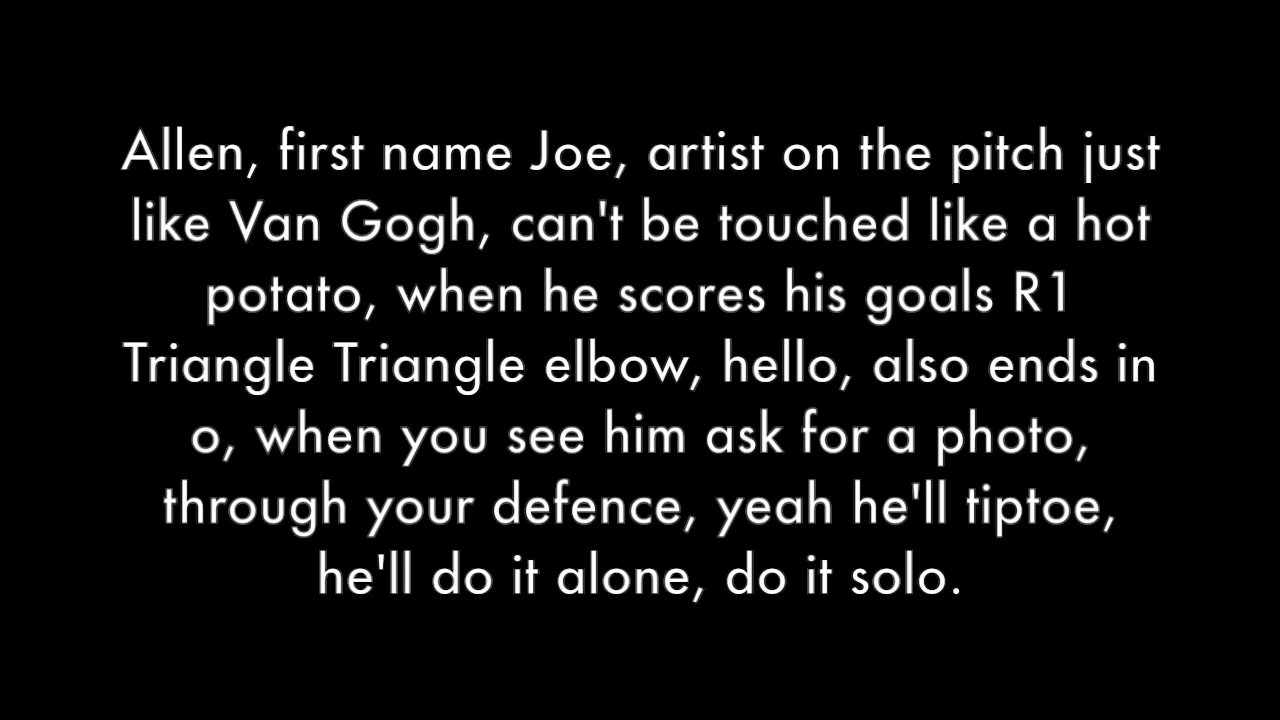 Allen, first name Joe, artist on the pitch just
like Van Gogh, can't be touched like a hot
potato, when he scores his goals R1
Triangle Triangle elbow, hello, also ends in
o, when you see him ask for a photo,
through your defence, yeah he'll tiptoe,
he'll do it alone, do it solo.